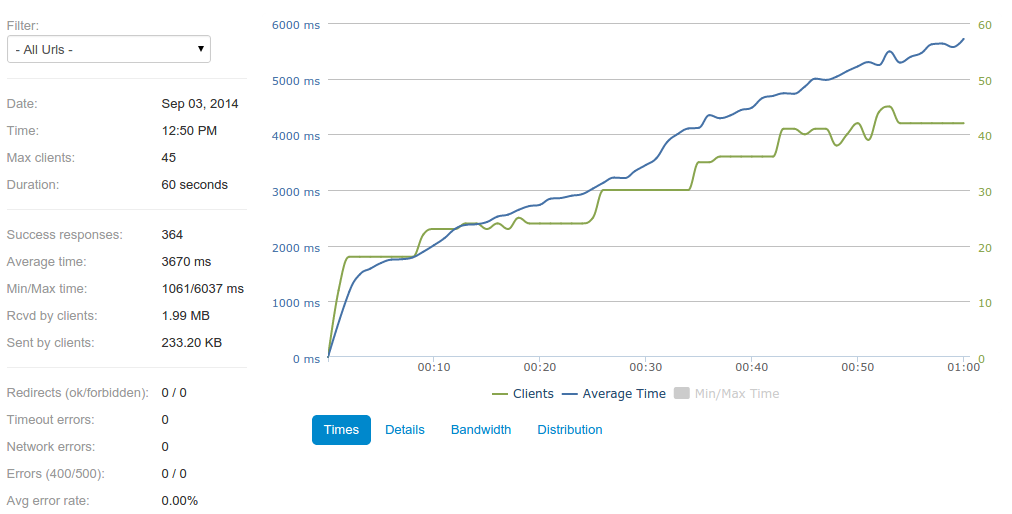 Filter:
- All Urls -
Date: Sep 03, 2014
Time: 12:50 PM
Max clients: 45
Duration: 60 seconds
Success responses: 364
Average time: 3670 ms
Min/Max time: 1061/6037 ms
Rcvd by clients: 1.99 MB
Sent by clients: 233.20 KB
Redirects (ok/forbidden): 0 / 0
Timeout errors: 0
Network errors: 0
Errors (400/500): 0 / 0
Avg error rate: 0.00%
6000 ms 60
5000 ms 50
4000 ms 40
3000 ms 30
2000 ms 20
1000 ms 10
0 ms 0
00:10 00:20 00:30 00:40 00:50 01:00
Clients Average Time Min/Max Time
Times Details Bandwidth Distribution